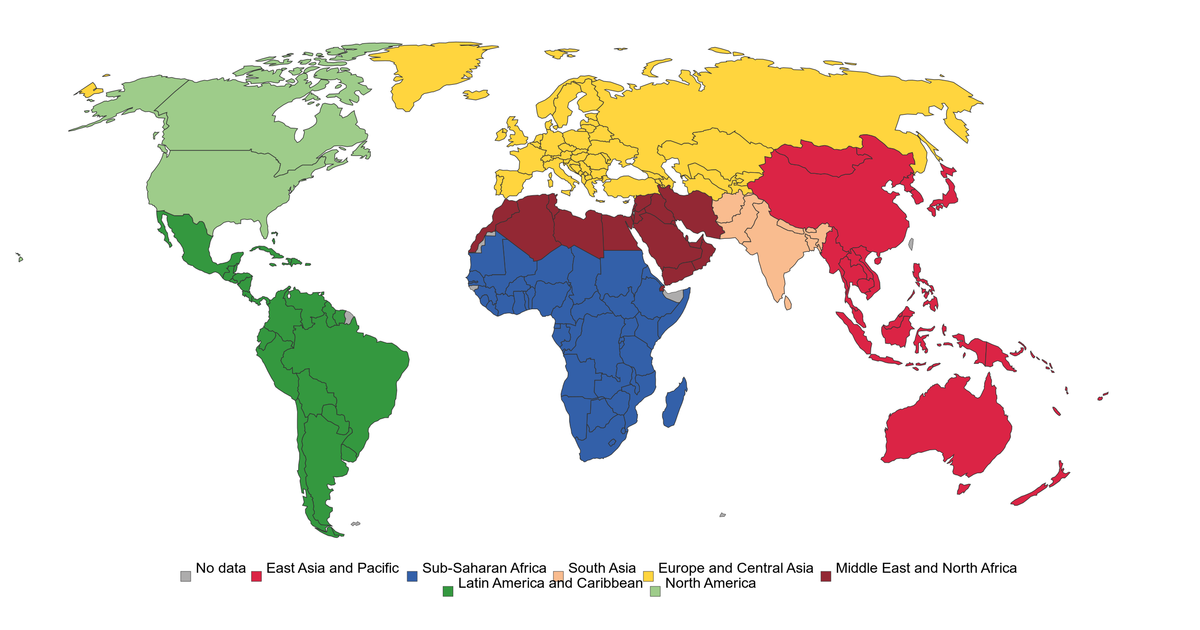 No data East Asia and Pacific Sub-Saharan Africa South Asia Europe and Central Asia Middle East and North Africa
Latin America and Caribbean North America